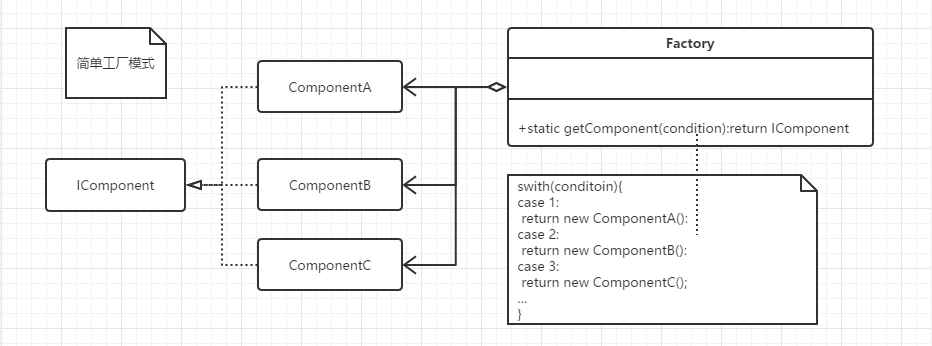 简单工厂模式
Factory
ComponentA
+static getComponent(condition):return IComponent
IComponent
ComponentB
ComponentC
swith(conditoin){
case 1:
return new ComponentA():
case 2:
return new ComponentB():
case 3:
return new ComponentC();
...
}